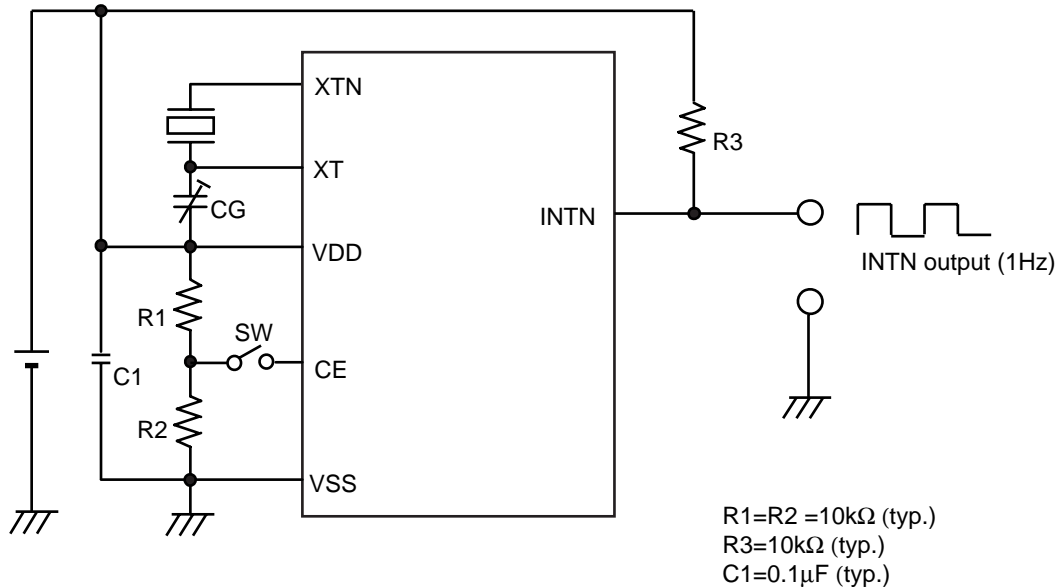 XTN
XT
CG
R3
INTN
VDD
INTN output (1Hz)
R1
SW
C1
CE
R2
VSS
R1=R2 =10kΩ (typ.)
R3=10kΩ (typ.)
C1=0.1μF (typ.)